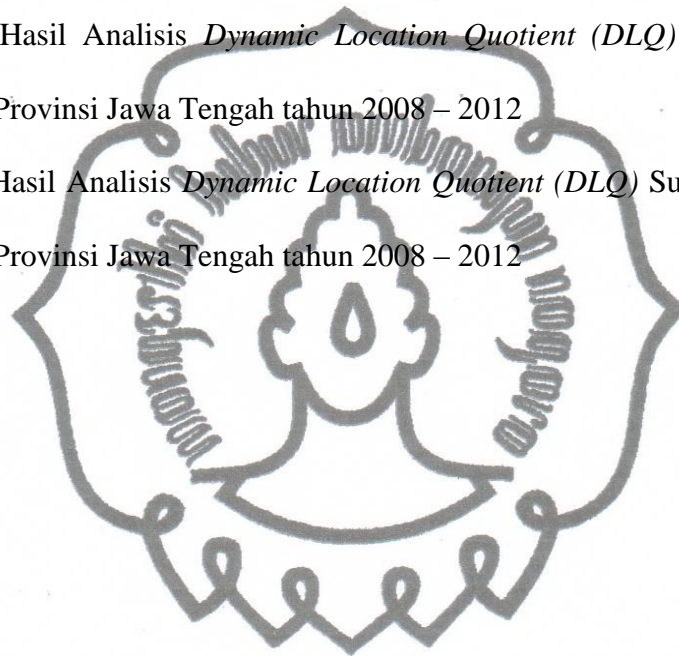 Hasil Analisis Dynamic Location Quotient (DLQ)
Provinsi Jawa Tengah tahun 2008 – 2012
Hasil Analisis Dynamic Location Quotient (DLQ) Su
Provinsi Jawa Tengah tahun 2008 – 2012